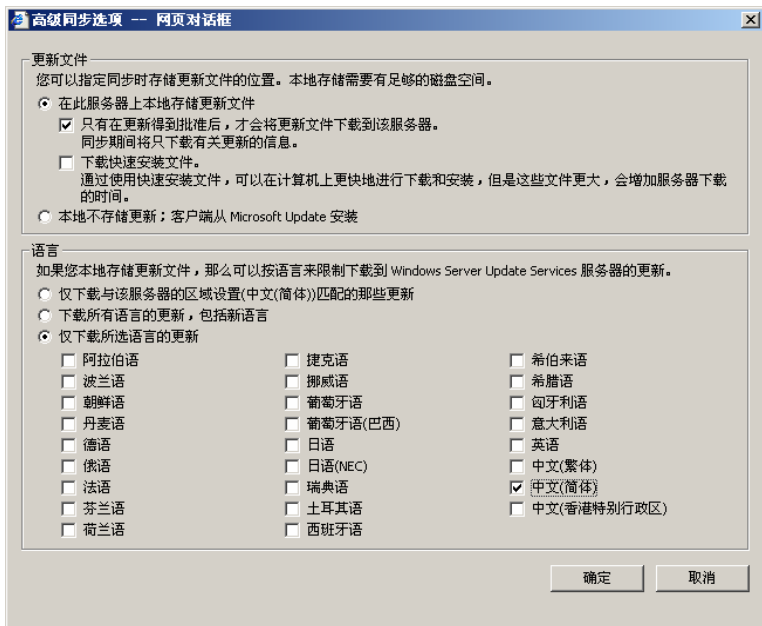 高级同步选项 -- 网页对话框
更新文件
您可以指定同步时存储更新文件的位置。本地存储需要有足够的磁盘空间。
在此服务器上本地存储更新文件
只有在更新得到批准后，才会将更新文件下载到该服务器。
同步期间将只下载有关更新的信息。
下载快速安装文件。
通过使用快速安装文件，可以在计算机上更快地进行下载和安装，但是这些文件更大，会增加服务器下载
的时间。
本地不存储更新；客户端从 Microsoft Update 安装
语言
如果您本地存储更新文件，那么可以按语言来限制下载到 Windows Server Update Services 服务器的更新。
仅下载与该服务器的区域设置(中文(简体))匹配的那些更新
下载所有语言的更新，包括新语言
仅下载所选语言的更新
阿拉伯语 捷克语 希伯来语
波兰语 挪威语 希腊语
朝鲜语 葡萄牙语 匈牙利语
丹麦语 葡萄牙语(巴西) 意大利语
德语 日语 英语
俄语 日语(NEC) 中文(繁体)
法语 瑞典语 中文(简体)
芬兰语 土耳其语 中文(香港特别行政区)
荷兰语 西班牙语
确定 取消